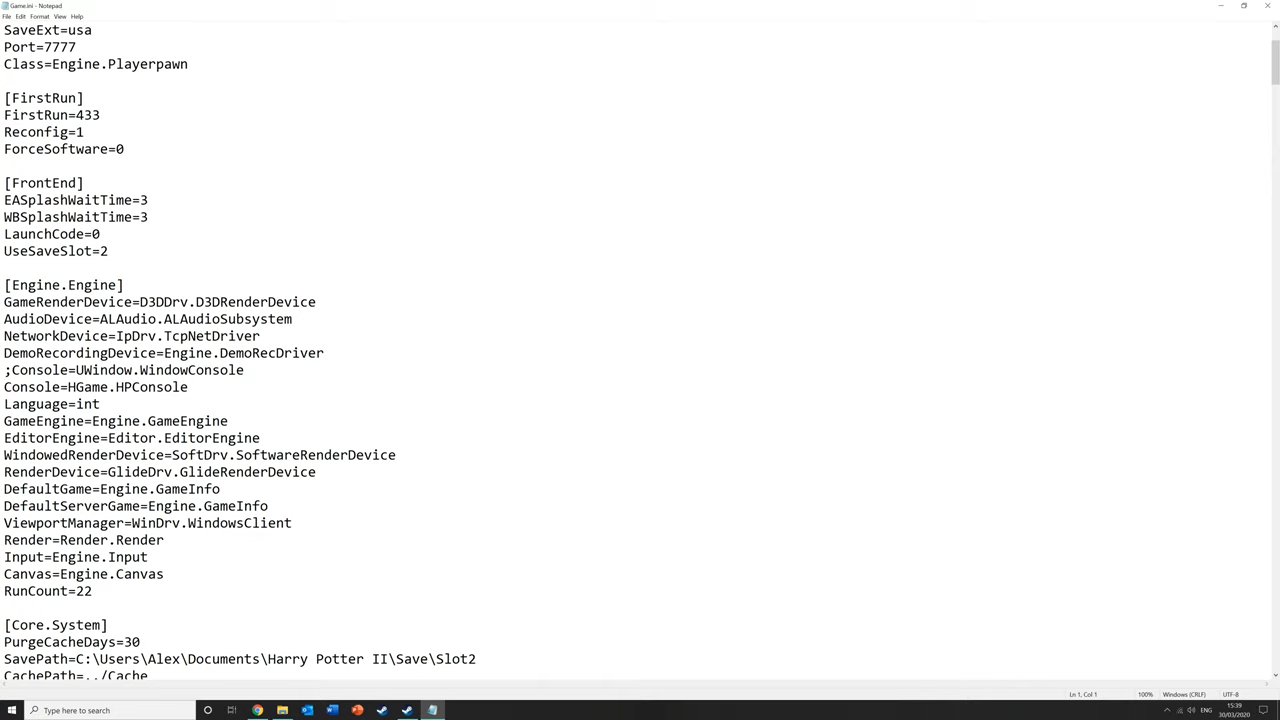 Game.ini - Notepad
File Edit Format View Help
SaveExt=usa
Port=7777
Class=Engine.Playerpawn
[FirstRun]
FirstRun=433
Reconfig=1
ForceSoftware=0
[FrontEnd]
EASplashWaitTime=3
WBSplashWaitTime=3
LaunchCode=0
UseSaveSlot=2
[Engine.Engine]
GameRenderDevice=D3DDrv.D3DRenderDevice
AudioDevice=ALAudio.ALAudioSubsystem
NetworkDevice=IpDrv.TcpNetDriver
DemoRecordingDevice=Engine.DemoRecDriver
;Console=UWindow.WindowConsole
Console=HGame.HPConsole
Language=int
GameEngine=Engine.GameEngine
EditorEngine=Editor.EditorEngine
WindowedRenderDevice=SoftDrv.SoftwareRenderDevice
RenderDevice=GlideDrv.GlideRenderDevice
DefaultGame=Engine.GameInfo
DefaultServerGame=Engine.GameInfo
ViewportManager=WinDrv.WindowsClient
Render=Render.Render
Input=Engine.Input
Canvas=Engine.Canvas
RunCount=22
[Core.System]
PurgeCacheDays=30
SavePath=C:\Users\Alex\Documents\Harry Potter II\Save\Slot2
CachePath=../Cache
Ln 1, Col 1 100% Windows (CRLF) UTF-8
Type here to search
ENG
15:39
30/03/2020